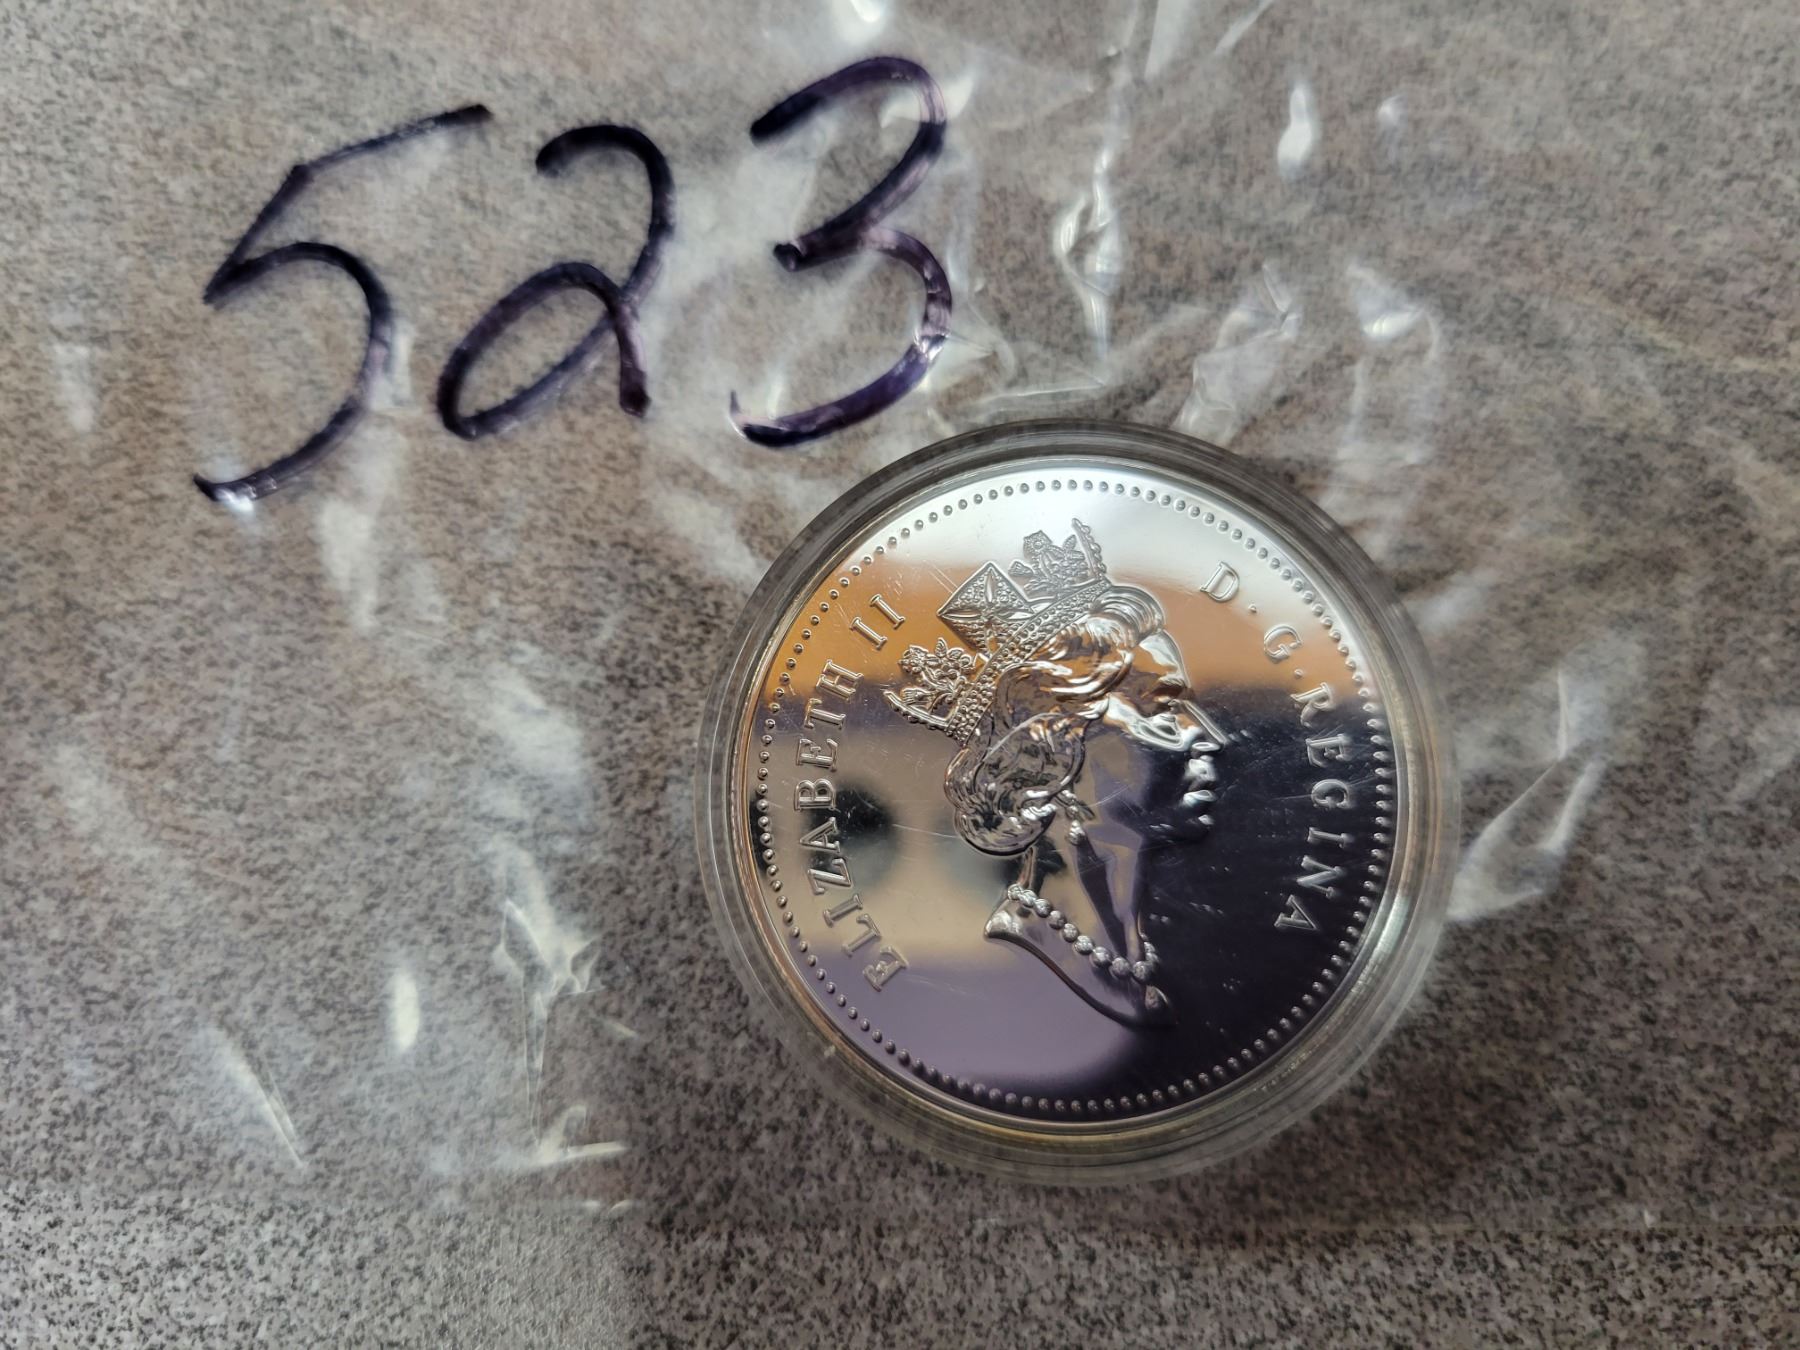 523
ELIZABETH II D·G·REGINA